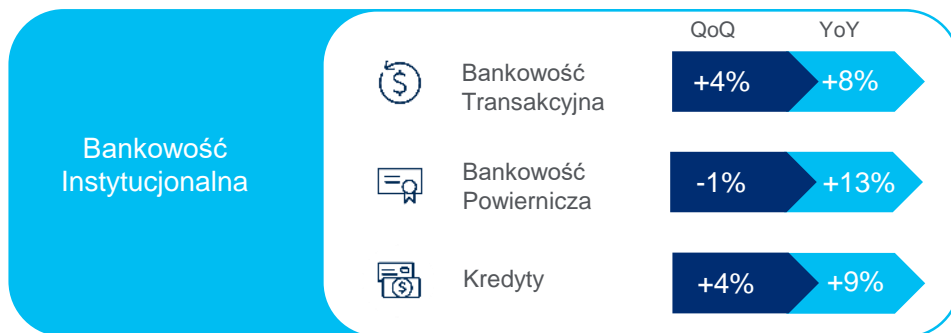 QoQ YoY
Bankowość
Instytucjonalna
Bankowość
Transakcyjna
+4% +8%
Bankowość
Powiernicza
-1% +13%
Kredyty
+4% +9%